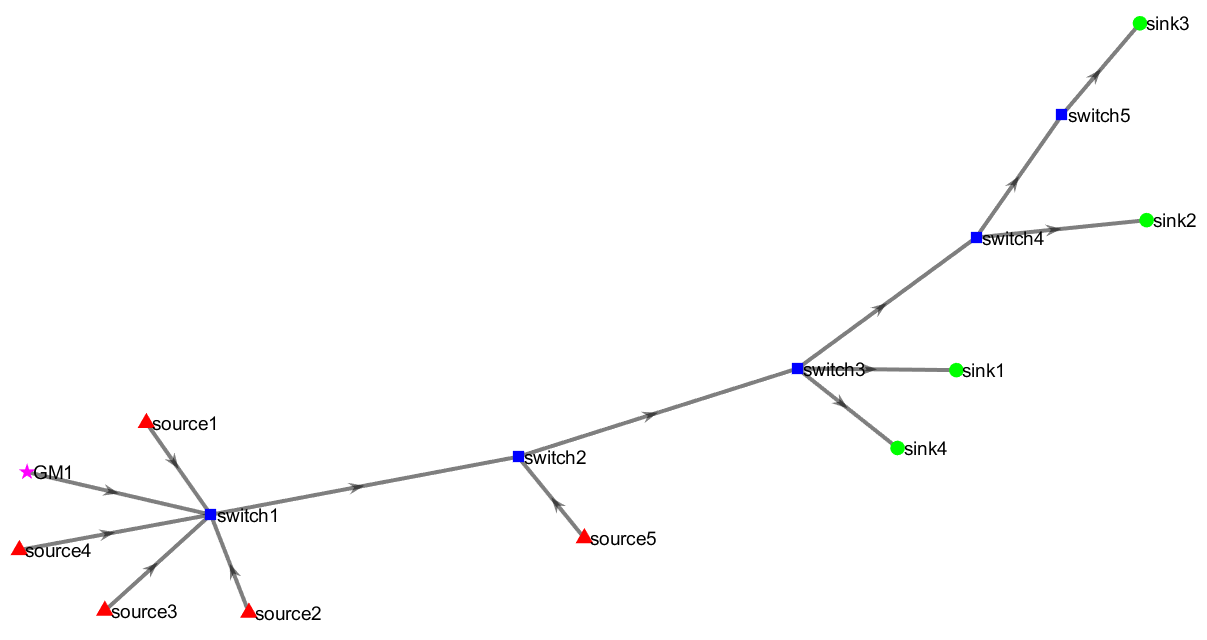 sink3
switch5
sink2
switch4
switch3
sink1
source1
sink4
switch2
GM1
switch1
source5
source4
source3
source2